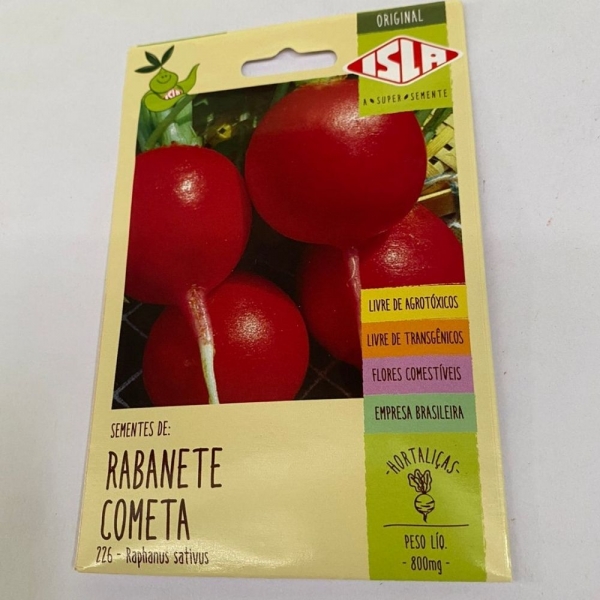 ORIGINAL
ISLA
A SUPER SEMENTE
ISLA
LIVRE DE AGROTÓXICOS
LIVRE DE TRANSGÊNICOS
FLORES COMESTÍVEIS
EMPRESA BRASILEIRA
SEMENTES DE:
RABANETE
COMETA
226 - Raphanus sativus
-HORTALIÇAS-
PESO LÍQ.
- 800mg -